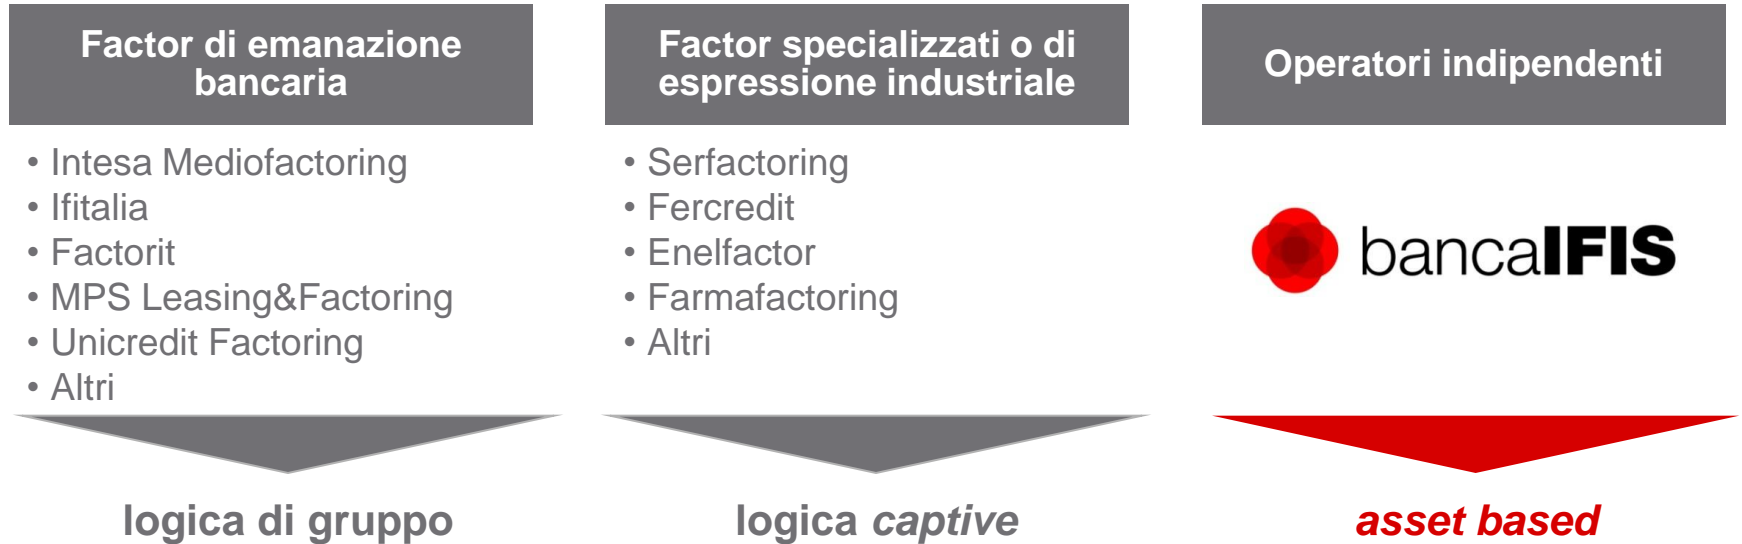 Factor di emanazione
bancaria
• Intesa Mediofactoring
• Ifitalia
• Factorit
• MPS Leasing&Factoring
• Unicredit Factoring
• Altri
logica di gruppo
Factor specializzati o di
espressione industriale
• Serfactoring
• Fercredit
• Enelfactor
• Farmafactoring
• Altri
logica captive
Operatori indipendenti
bancaIFIS
asset based